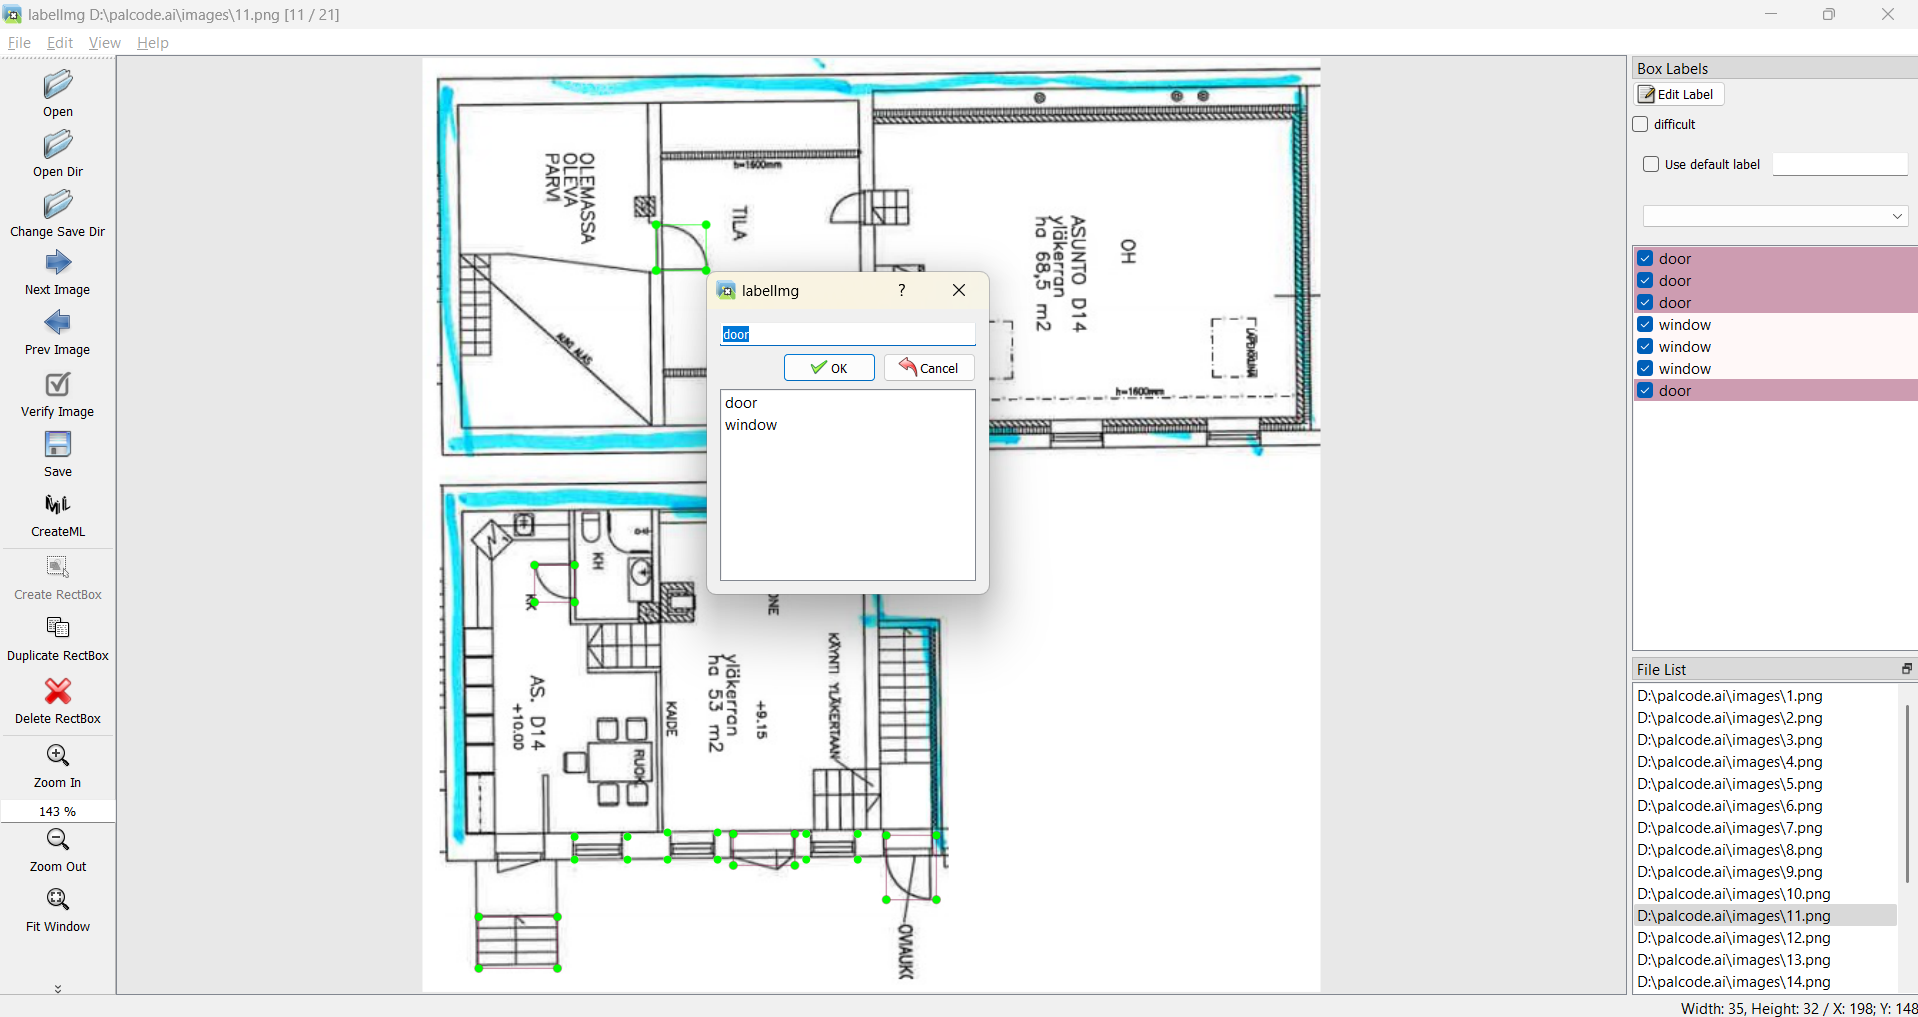 labelImg D:\palcode.ai\images\11.png [11 / 21]
File Edit View Help
Open
Open Dir
Change Save Dir
Next Image
Prev Image
Verify Image
Save
CreateML
Create RectBox
Duplicate RectBox
Delete RectBox
Zoom In
143 %
Zoom Out
Fit Window
OLEMASSA
OLEVA
PARVI
h=1600mm
TILA
AUKI ALAS
OH
ASUNTO D14
yläkerran
ha 68,5 m2
h=1600mm
labelImg
?
door
OK
Cancel
door
window
KH
KK
AS. D14
+10.00
RUOK
KAIDE
yläkerran
ha 53 m2
+9.15
KÄYNTI YLÄKERTAAN
OVIAUKO
Box Labels
Edit Label
difficult
Use default label
door
door
door
window
window
window
door
File List
D:\palcode.ai\images\1.png
D:\palcode.ai\images\2.png
D:\palcode.ai\images\3.png
D:\palcode.ai\images\4.png
D:\palcode.ai\images\5.png
D:\palcode.ai\images\6.png
D:\palcode.ai\images\7.png
D:\palcode.ai\images\8.png
D:\palcode.ai\images\9.png
D:\palcode.ai\images\10.png
D:\palcode.ai\images\11.png
D:\palcode.ai\images\12.png
D:\palcode.ai\images\13.png
D:\palcode.ai\images\14.png
Width: 35, Height: 32 / X: 198; Y: 148